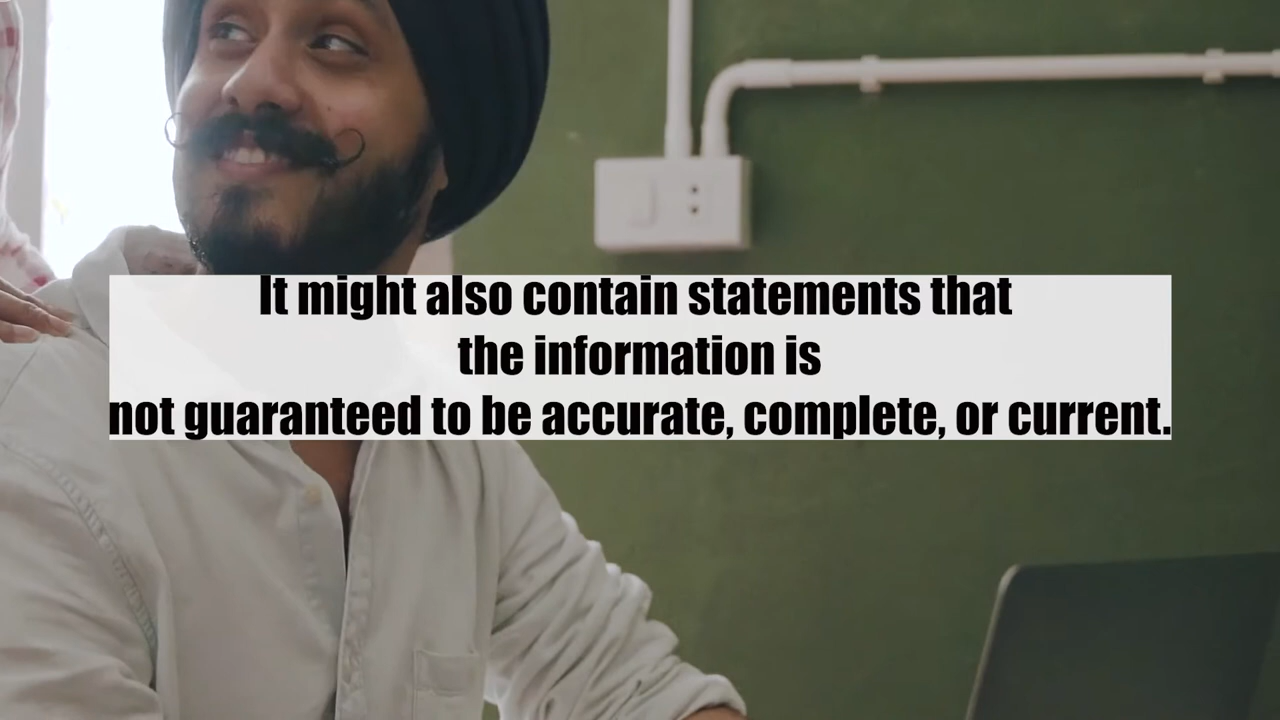 It might also contain statements that
the information is
not guaranteed to be accurate, complete, or current.